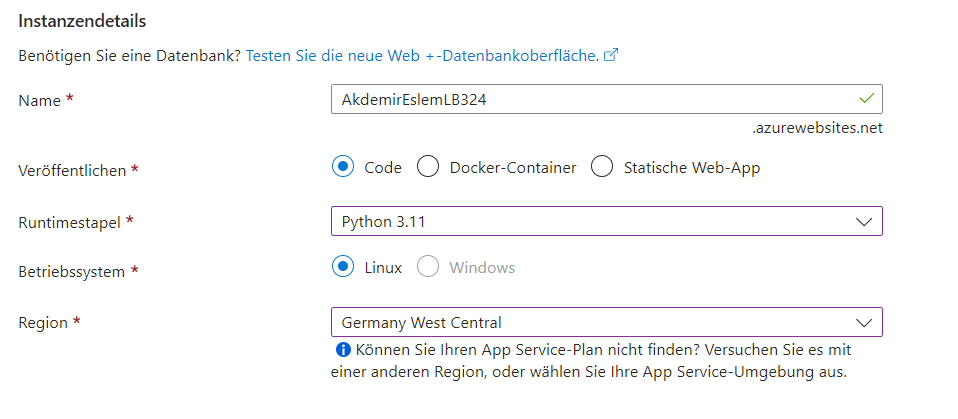 Instanzendetails
Benötigen Sie eine Datenbank? Testen Sie die neue Web +-Datenbankoberfläche.
Name *
AkdemirEslemLB324
.azurewebsites.net
Veröffentlichen *
Code
Docker-Container
Statische Web-App
Runtimestapel *
Python 3.11
Betriebssystem *
Linux
Windows
Region *
Germany West Central
Können Sie Ihren App Service-Plan nicht finden? Versuchen Sie es mit
einer anderen Region, oder wählen Sie Ihre App Service-Umgebung aus.